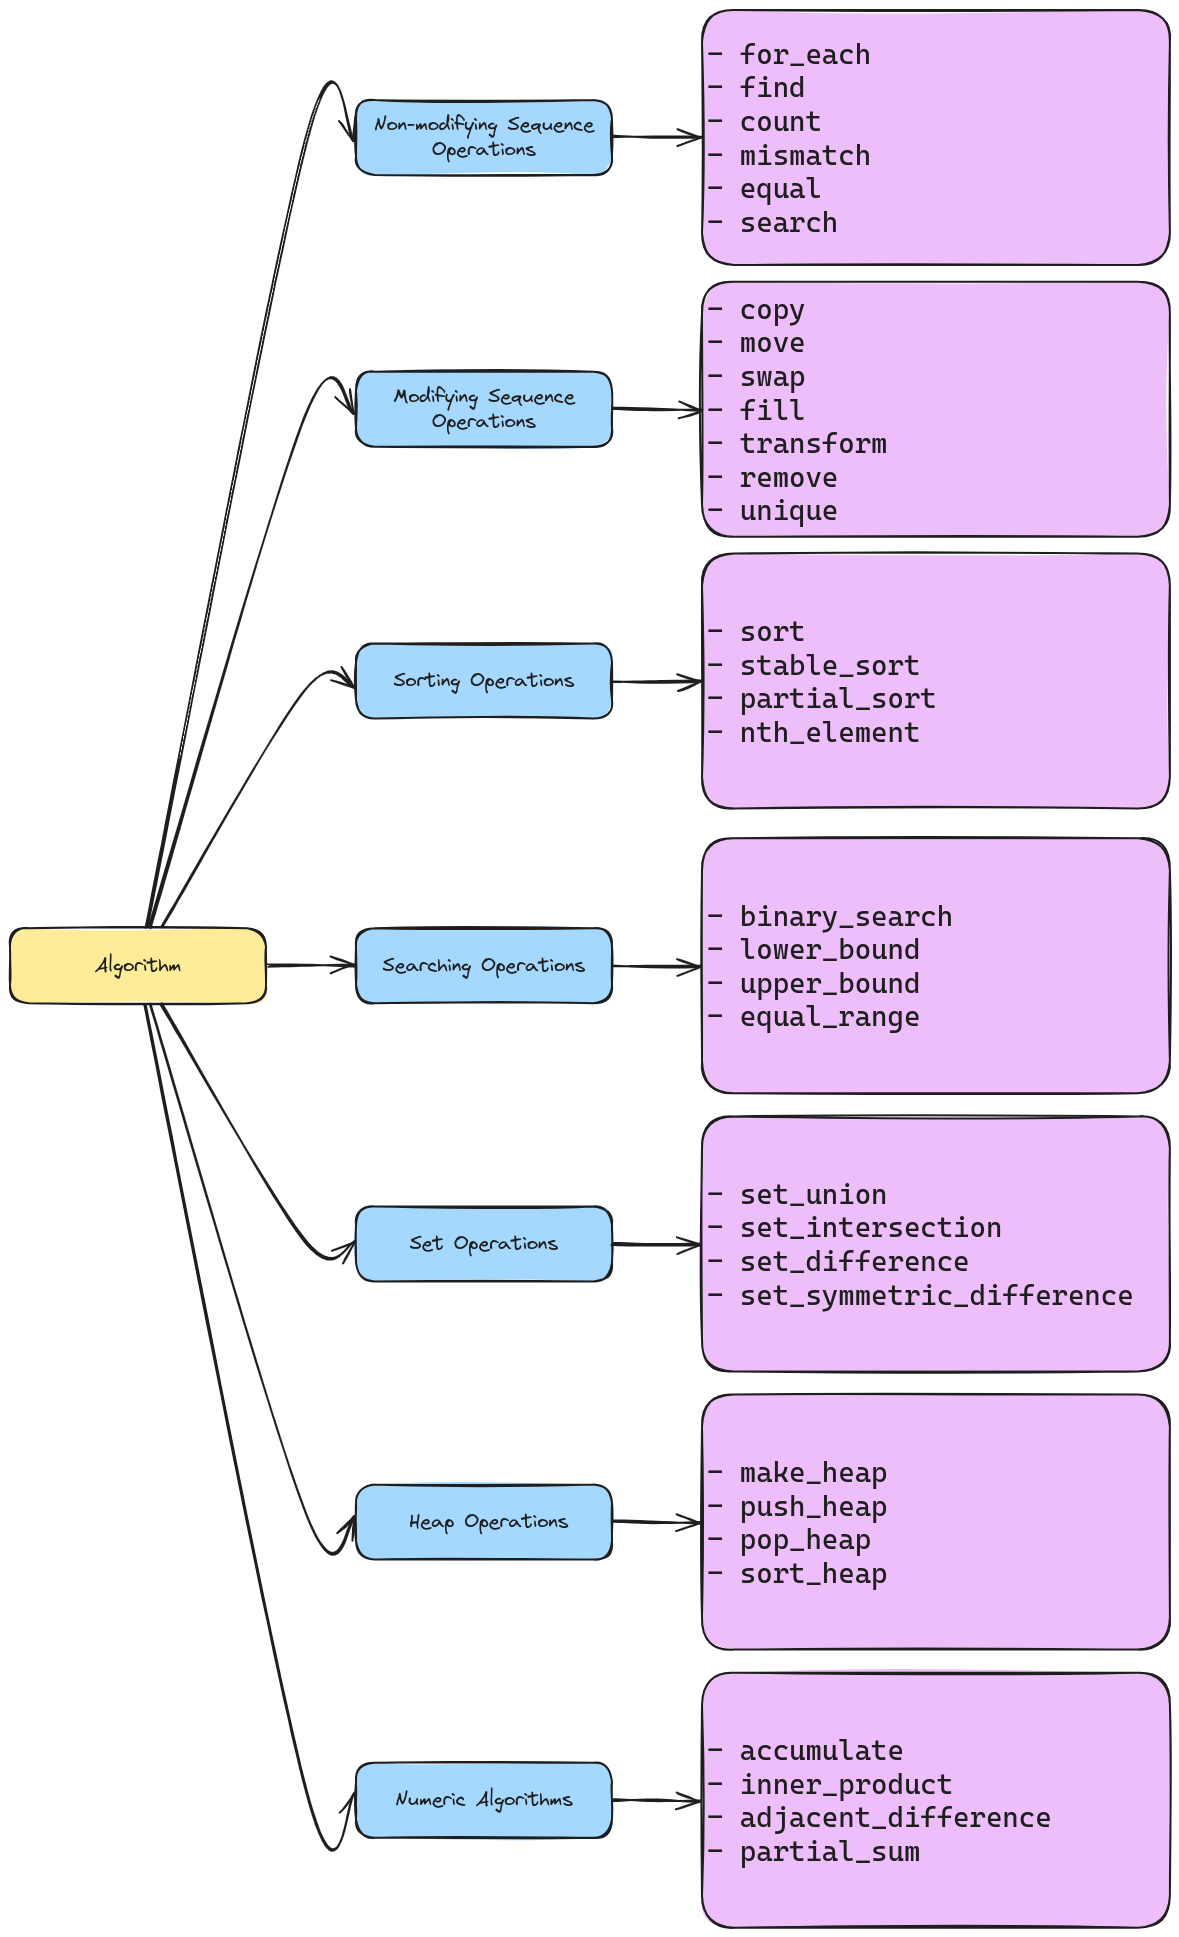 Algorithm
Non-modifying Sequence
Operations
- for_each
- find
- count
- mismatch
- equal
- search
Modifying Sequence
Operations
- copy
- move
- swap
- fill
- transform
- remove
- unique
Sorting Operations
- sort
- stable_sort
- partial_sort
- nth_element
Searching Operations
- binary_search
- lower_bound
- upper_bound
- equal_range
Set Operations
- set_union
- set_intersection
- set_difference
- set_symmetric_difference
Heap Operations
- make_heap
- push_heap
- pop_heap
- sort_heap
Numeric Algorithms
- accumulate
- inner_product
- adjacent_difference
- partial_sum